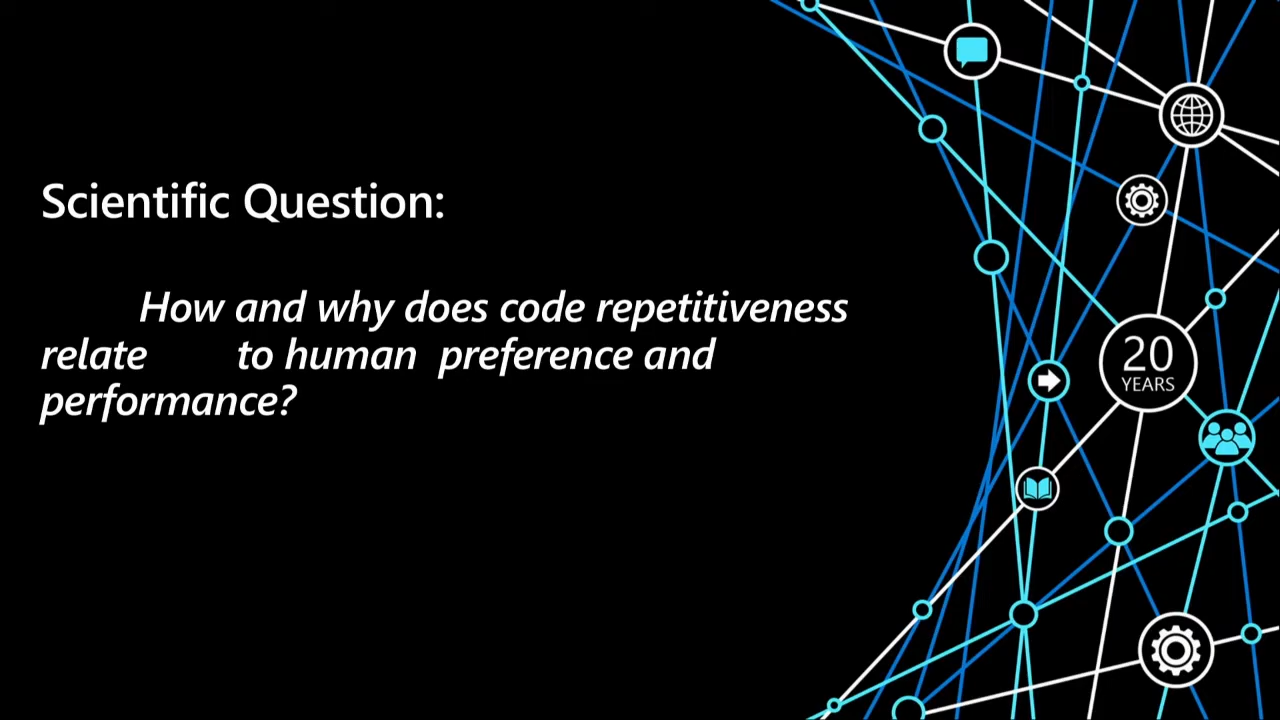 Scientific Question:
How and why does code repetitiveness
relate to human preference and
performance?
20
YEARS